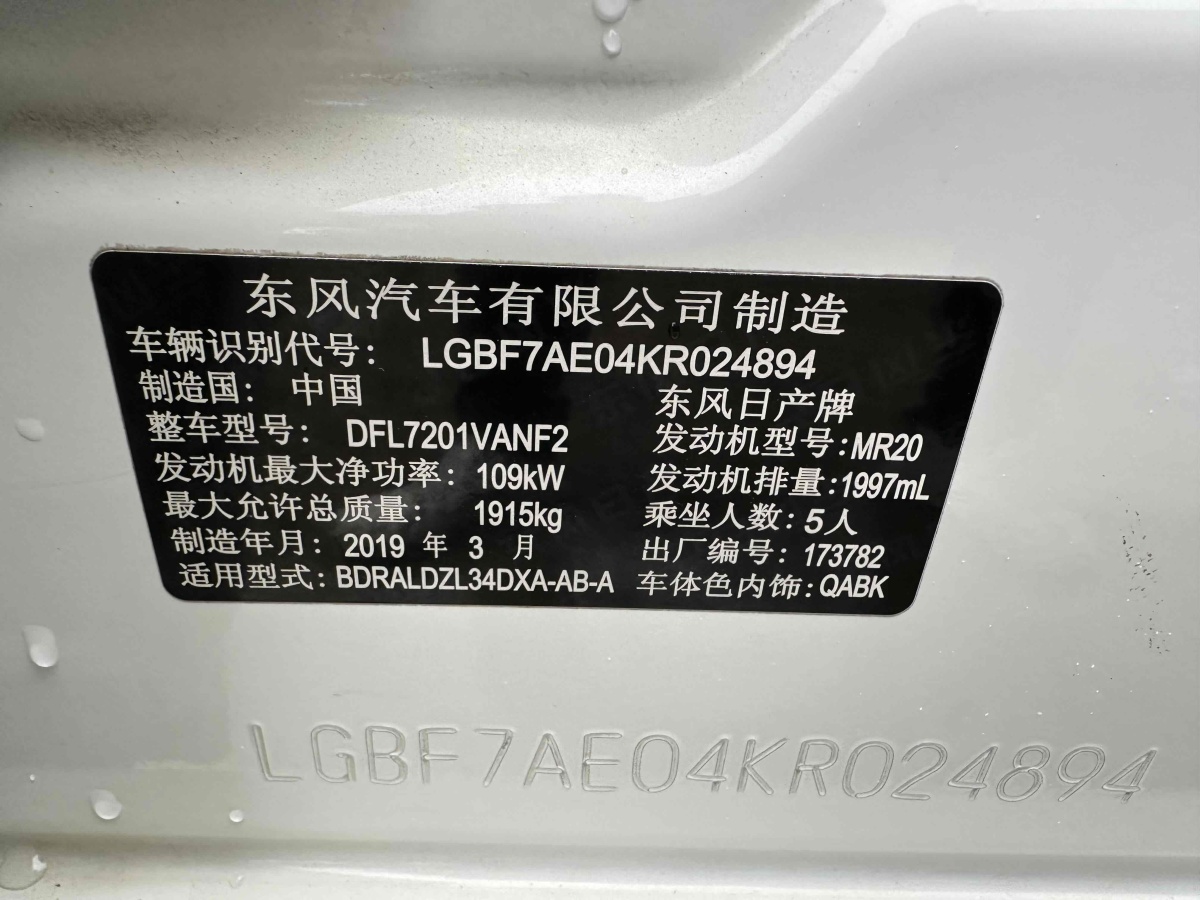 东风汽车有限公司制造
车辆识别代号: LGBF7AE04KR024894
制造国: 中国 东风日产牌
整车型号: DFL7201VANF2 发动机型号:MR20
发动机最大净功率: 109kW 发动机排量:1997mL
最大允许总质量: 1915kg 乘坐人数:5人
制造年月: 2019 年 3 月 出厂编号: 173782
适用型式: BDRALDZL34DXA-AB-A 车体色内饰:QABK
LGBF7AE04KR024894